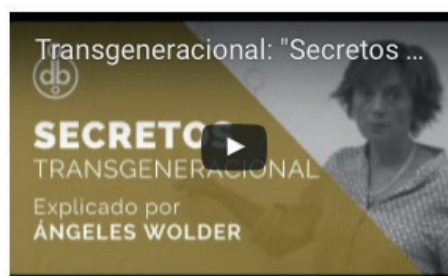 Transgeneracional: "Secretos ...
db
SECRETOS
TRANSGENERACIONAL
Explicado por
ÁNGELES WOLDER